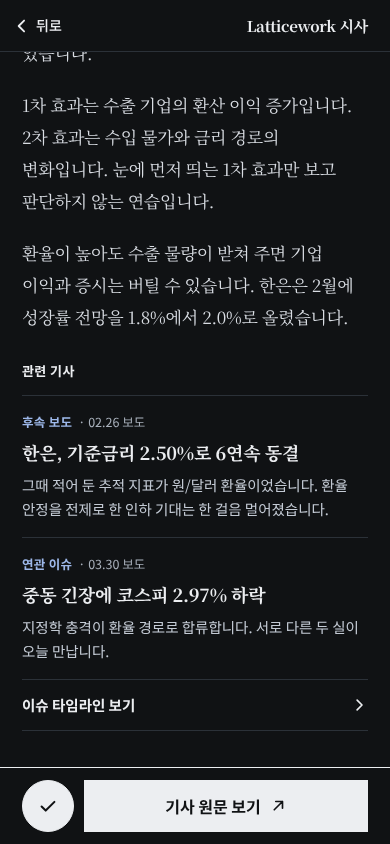 뒤로
Latticework 시사
있습니다.
1차 효과는 수출 기업의 환산 이익 증가입니다.
2차 효과는 수입 물가와 금리 경로의
변화입니다. 눈에 먼저 띄는 1차 효과만 보고
판단하지 않는 연습입니다.
환율이 높아도 수출 물량이 받쳐 주면 기업
이익과 증시는 버틸 수 있습니다. 한은은 2월에
성장률 전망을 1.8%에서 2.0%로 올렸습니다.
관련 기사
후속 보도 · 02.26 보도
한은, 기준금리 2.50%로 6연속 동결
그때 적어 둔 추적 지표가 원/달러 환율이었습니다. 환율
안정을 전제로 한 인하 기대는 한 걸음 멀어졌습니다.
연관 이슈 · 03.30 보도
중동 긴장에 코스피 2.97% 하락
지정학 충격이 환율 경로로 합류합니다. 서로 다른 두 실이
오늘 만납니다.
이슈 타임라인 보기
기사 원문 보기